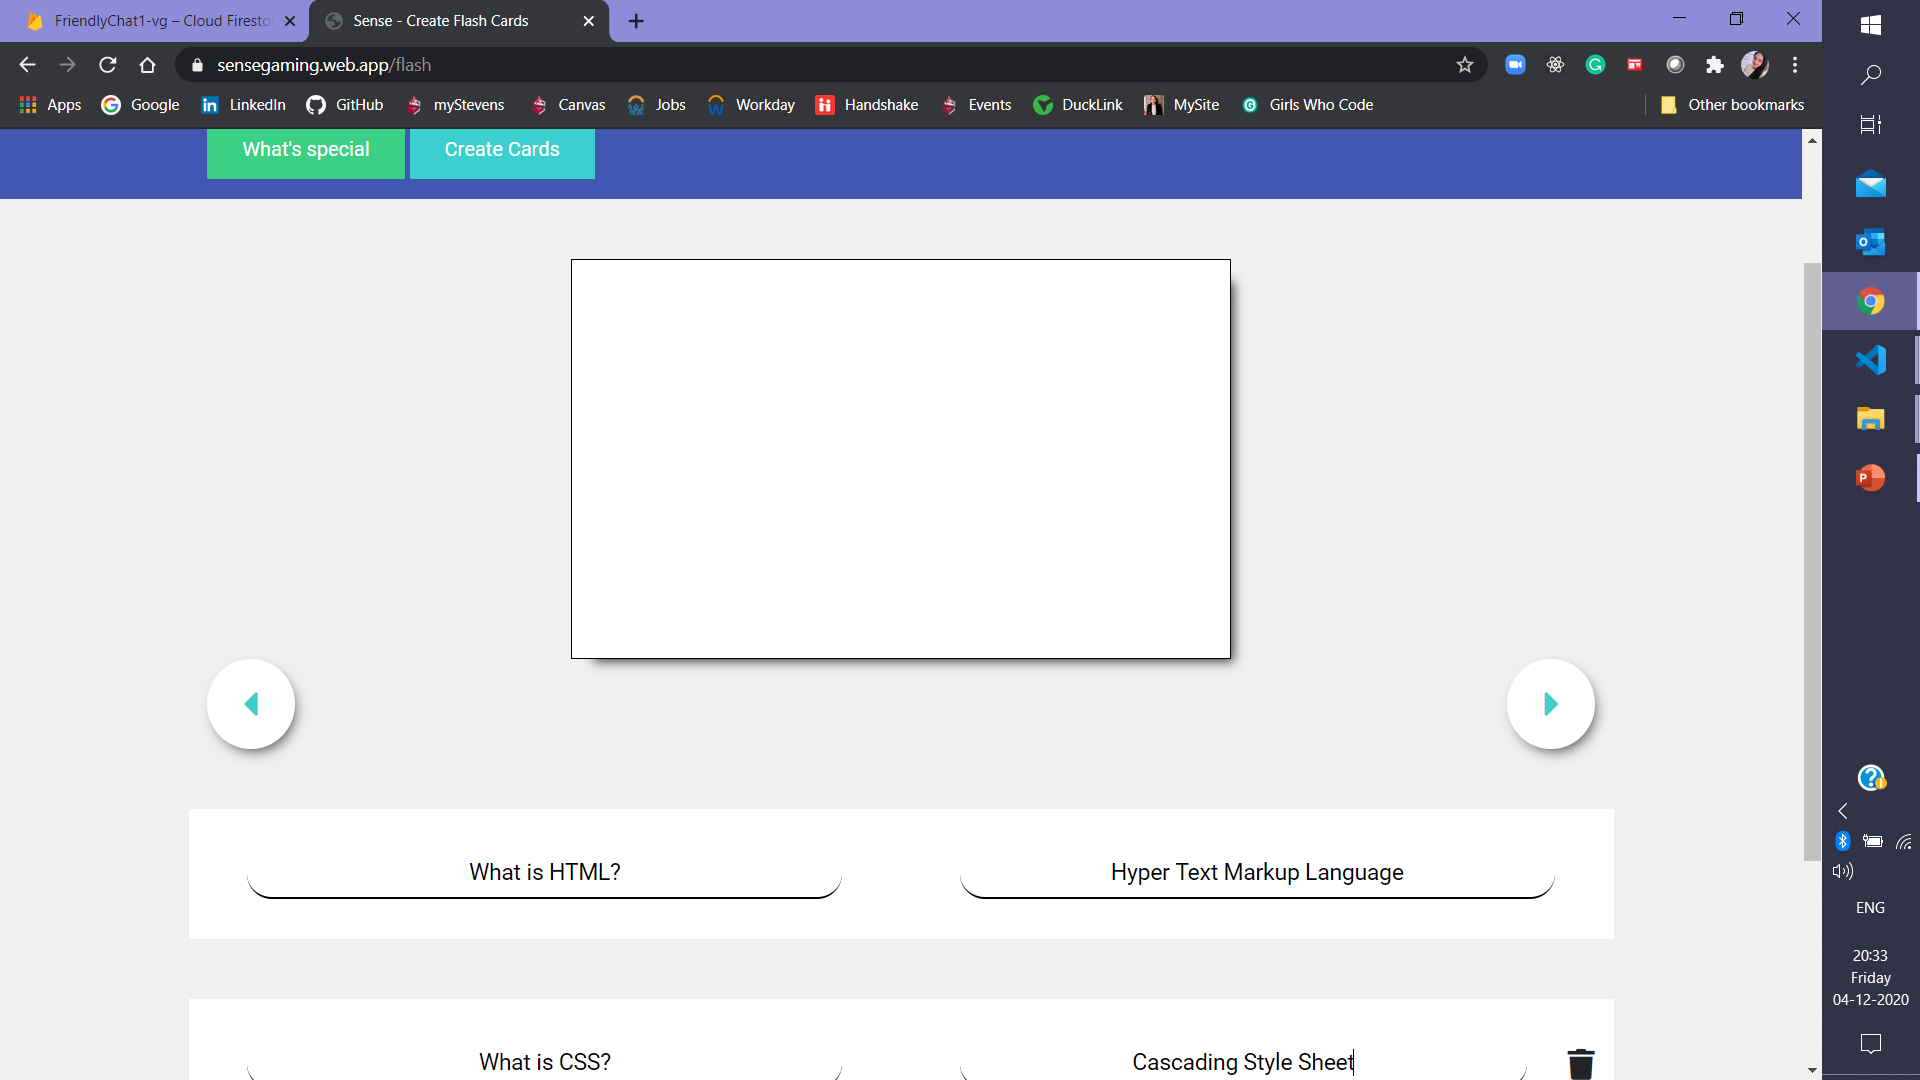 FriendlyChat1-vg – Cloud Firesto
Sense - Create Flash Cards
sensegaming.web.app/flash
Apps
Google
LinkedIn
GitHub
myStevens
Canvas
Jobs
Workday
Handshake
Events
DuckLink
MySite
Girls Who Code
Other bookmarks
What's special
Create Cards
What is HTML?
Hyper Text Markup Language
What is CSS?
Cascading Style Sheet
ENG
20:33
Friday
04-12-2020